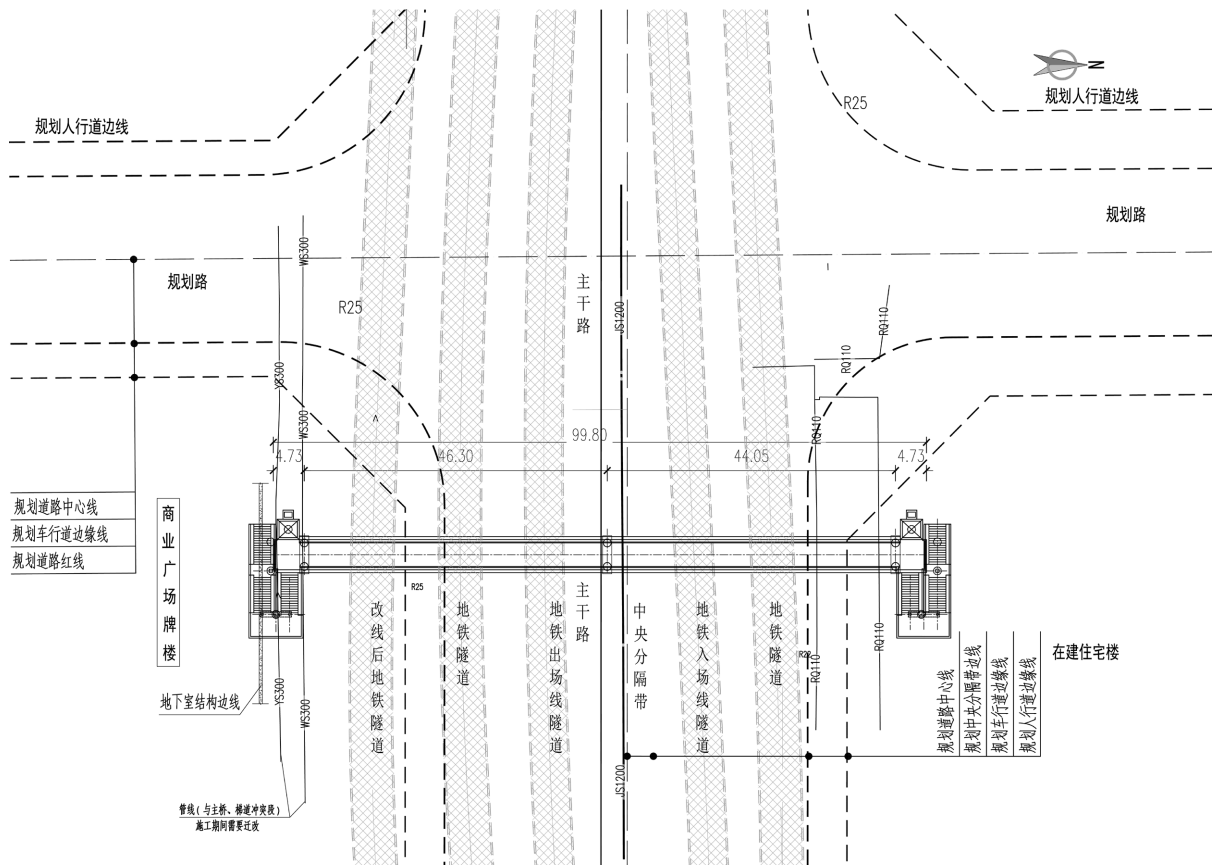 规划人行道边线
R25
N
规划人行道边线
规划路
规划路
R25
WS300
主干路
JS1200
RQ110
RQ110
YS300
WS300
RQ110
99.80
4.73
46.30
44.05
4.73
规划道路中心线
规划车行道边缘线
规划道路红线
商业广场牌楼
R25
改线后地铁隧道
地铁隧道
地铁出场线隧道
主干路
中央分隔带
地铁入场线隧道
地铁隧道
RQ110
RQ110
在建住宅楼
规划道路中心线
规划中央分隔带边线
规划车行道边缘线
规划人行道边缘线
地下室结构边线
YS300
WS300
JS1200
管线(与主桥、梯道冲突段)
施工期间需要迁改